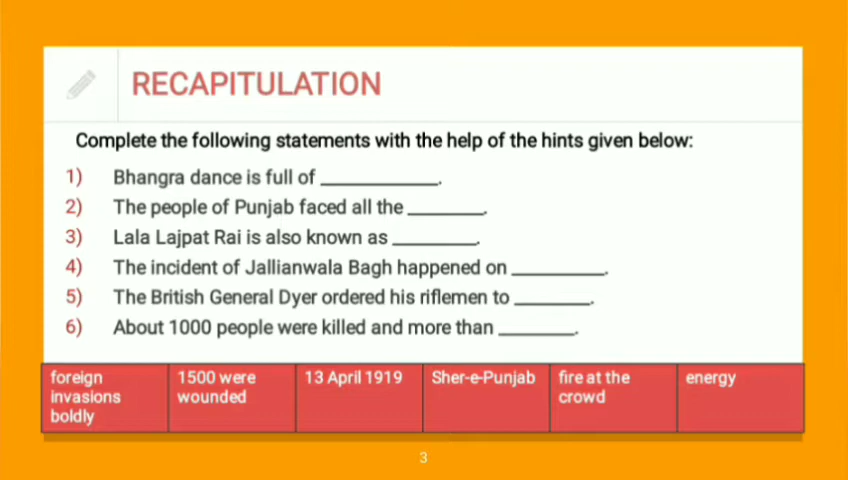 RECAPITULATION
Complete the following statements with the help of the hints given below:
1) Bhangra dance is full of ____________.
2) The people of Punjab faced all the ________.
3) Lala Lajpat Rai is also known as _________.
4) The incident of Jallianwala Bagh happened on __________.
5) The British General Dyer ordered his riflemen to ________.
6) About 1000 people were killed and more than ________.
foreign
invasions
boldly
1500 were
wounded
13 April 1919
Sher-e-Punjab
fire at the
crowd
energy
3